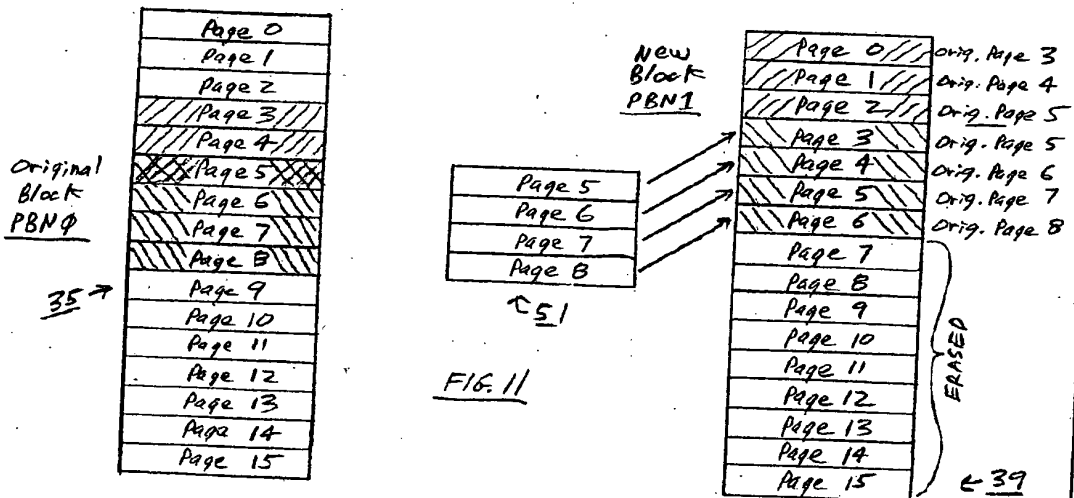 Original
Block
PBN0
35
Page 0
Page 1
Page 2
Page 3
Page 4
Page 5
Page 6
Page 7
Page 8
Page 9
Page 10
Page 11
Page 12
Page 13
Page 14
Page 15
Page 5
Page 6
Page 7
Page 8
51
FIG. 11
New
Block
PBN1
Page 0 Orig. Page 3
Page 1 Orig. Page 4
Page 2 Orig. Page 5
Page 3 Orig. Page 5
Page 4 Orig. Page 6
Page 5 Orig. Page 7
Page 6 Orig. Page 8
Page 7
Page 8
Page 9
Page 10
Page 11
Page 12
Page 13
Page 14
Page 15
ERASED
39